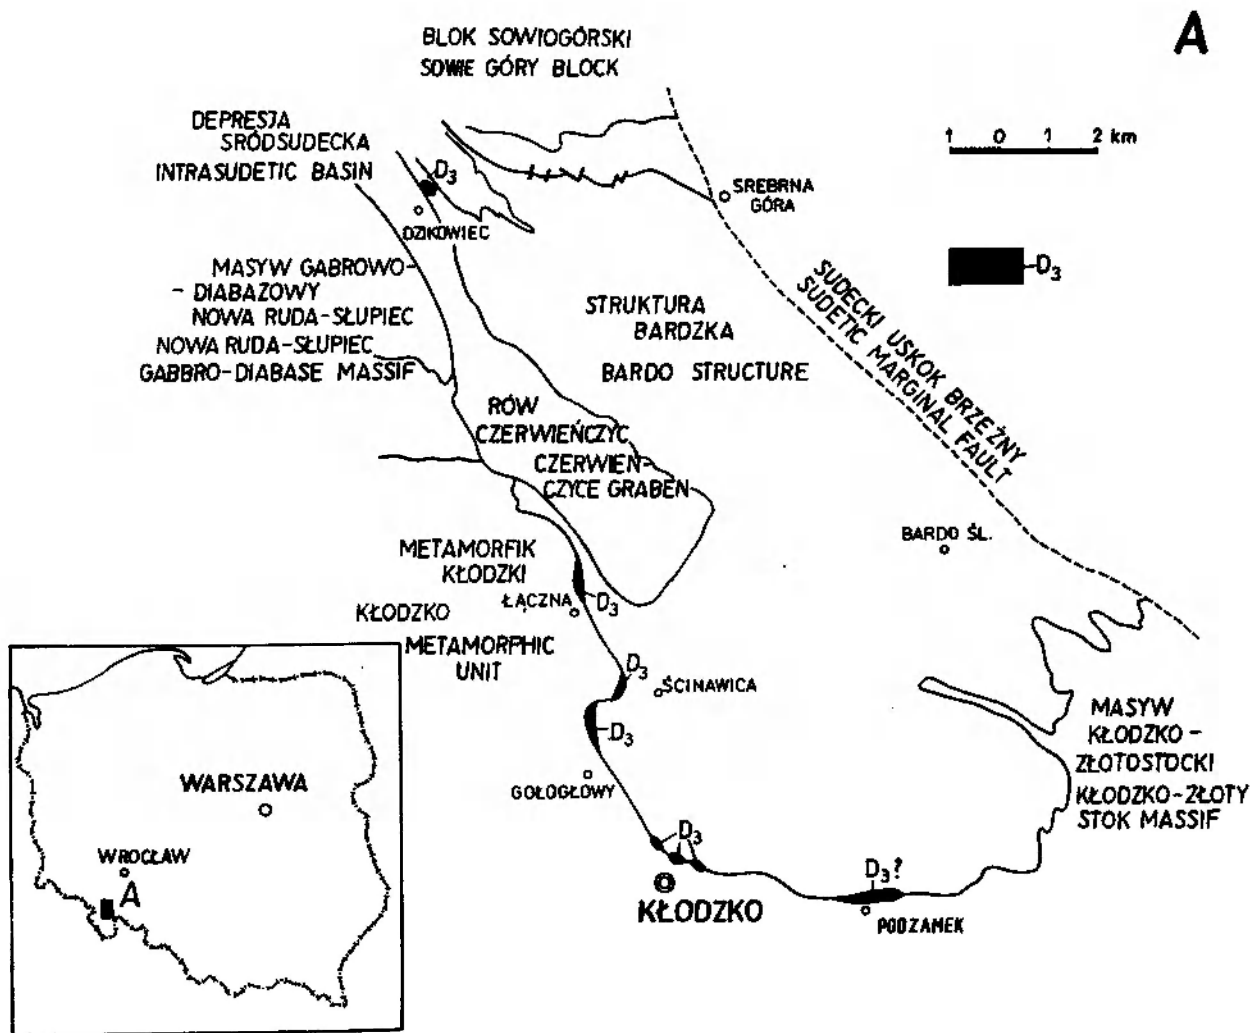 A
BLOK SOWIOGÓRSKI
SOWIE GÓRY BLOCK
1 0 1 2 km
DEPRESJA
SRÓDSUDECKA
INTRASUDETIC BASIN
D3
DZIKOWIEC
SREBRNA
GÓRA
D3
MASYW GABROWO-
-DIABAZOWY
NOWA RUDA-SŁUPIEC
NOWA RUDA-SŁUPIEC
GABBRO-DIABASE MASSIF
STRUKTURA
BARDZKA
BARDO STRUCTURE
SUDECKI USKOK BRZEŻNY
SUDETIC MARGINAL FAULT
RÓW
CZERWIEŃCZYC
CZERWIEN-
CZYCE GRABEN
BARDO ŚL.
METAMORFIK
KŁODZKI
ŁĄCZNA
D3
KŁODZKO
METAMORPHIC
UNIT
D3
ŚCINAWICA
D3
GOŁOGŁOWY
MASYW
KŁODZKO-
ZŁOTOSTOCKI
KŁODZKO-ZŁOTY
STOK MASSIF
D3
KŁODZKO
D3?
PODZAMEK
WARSZAWA
WROCŁAW
A